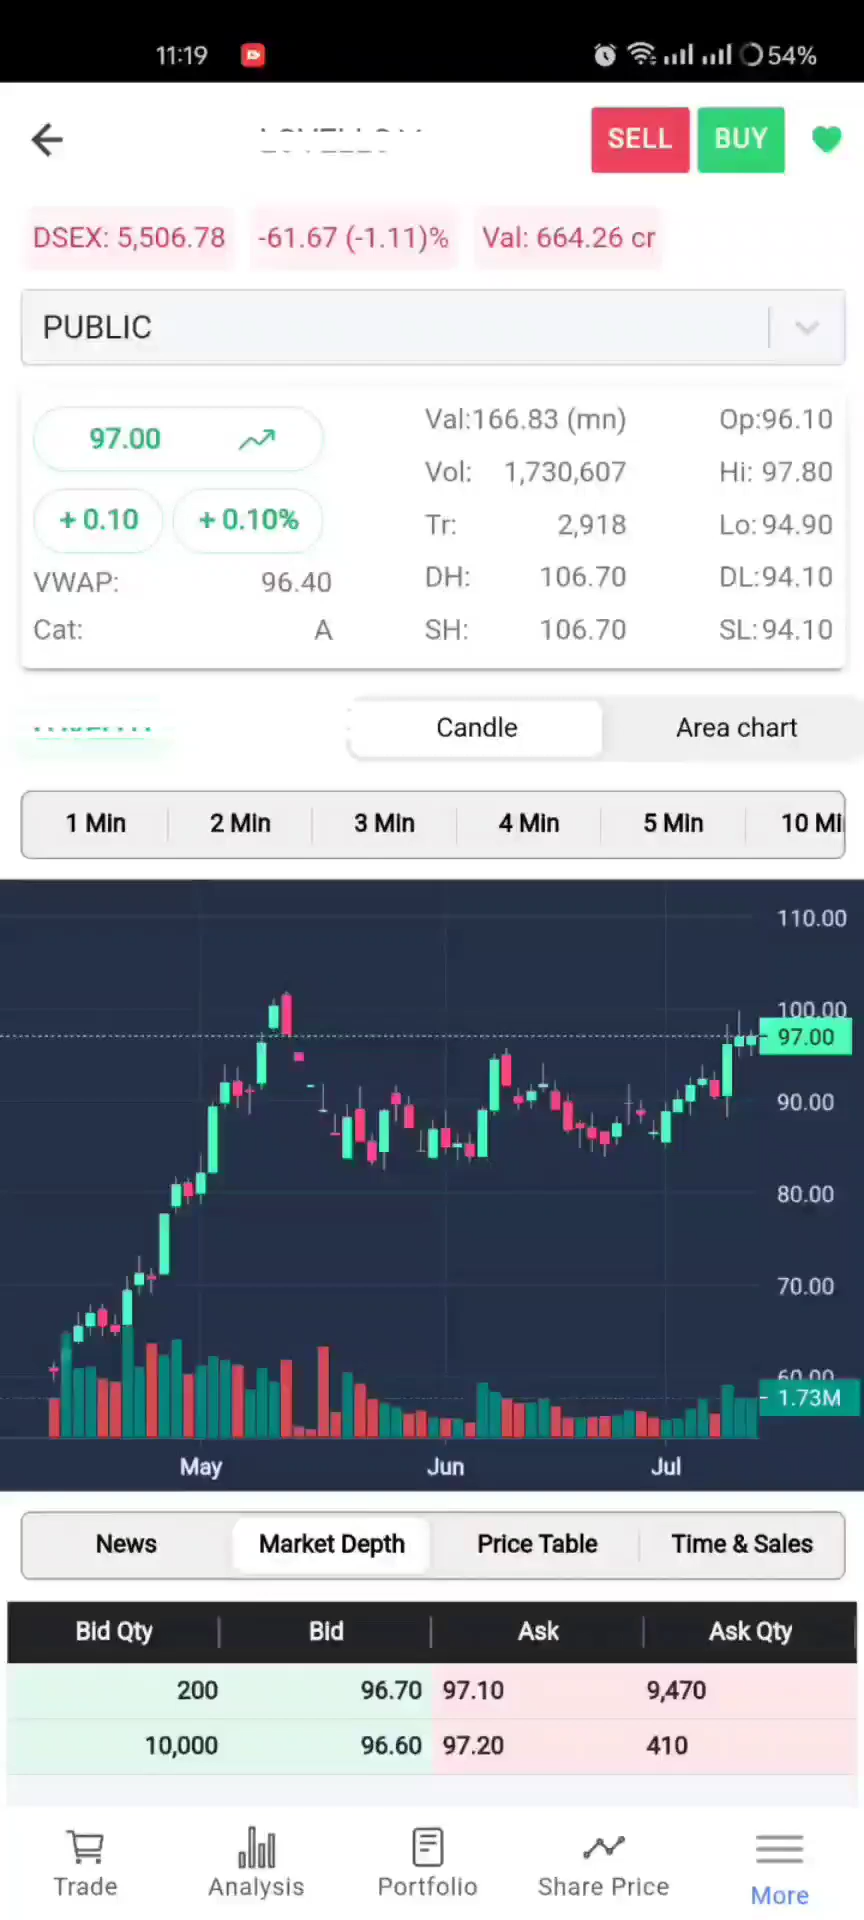 11:19
54%
SELL
BUY
DSEX: 5,506.78
-61.67 (-1.11)%
Val: 664.26 cr
PUBLIC
97.00
Val:166.83 (mn)
Op:96.10
Vol: 1,730,607
Hi: 97.80
+ 0.10
+ 0.10%
Tr: 2,918
Lo: 94.90
VWAP: 96.40
DH: 106.70
DL:94.10
Cat: A
SH: 106.70
SL:94.10
Candle
Area chart
1 Min
2 Min
3 Min
4 Min
5 Min
10 Mi
110.00
100.00
97.00
90.00
80.00
70.00
60.00
1.73M
May
Jun
Jul
News
Market Depth
Price Table
Time & Sales
Bid Qty
Bid
Ask
Ask Qty
200
96.70
97.10
9,470
10,000
96.60
97.20
410
Trade
Analysis
Portfolio
Share Price
More